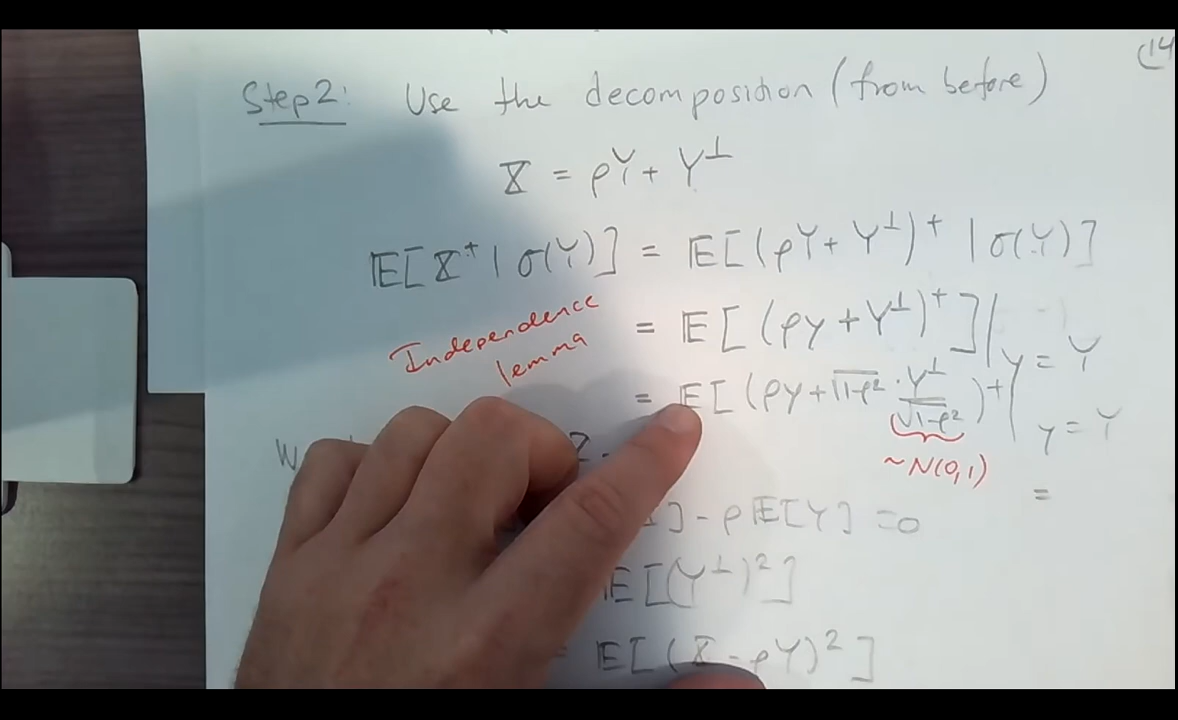 (14
Step 2: Use the decomposition (from before)
X = ρY + Y⊥
E[X⁺ | σ(Y)] = E[(ρY + Y⊥)⁺ | σ(Y)]
Independence lemma
= E[(ρy + Y⊥)⁺] |y = Y
= E[(ρy + √1-ρ² · Y⊥/√1-ρ²)⁺ |y = Y
~N(0,1)
=
] - ρE[Y] = 0
E[(Y⊥)²]
= E[(X - ρY)²]